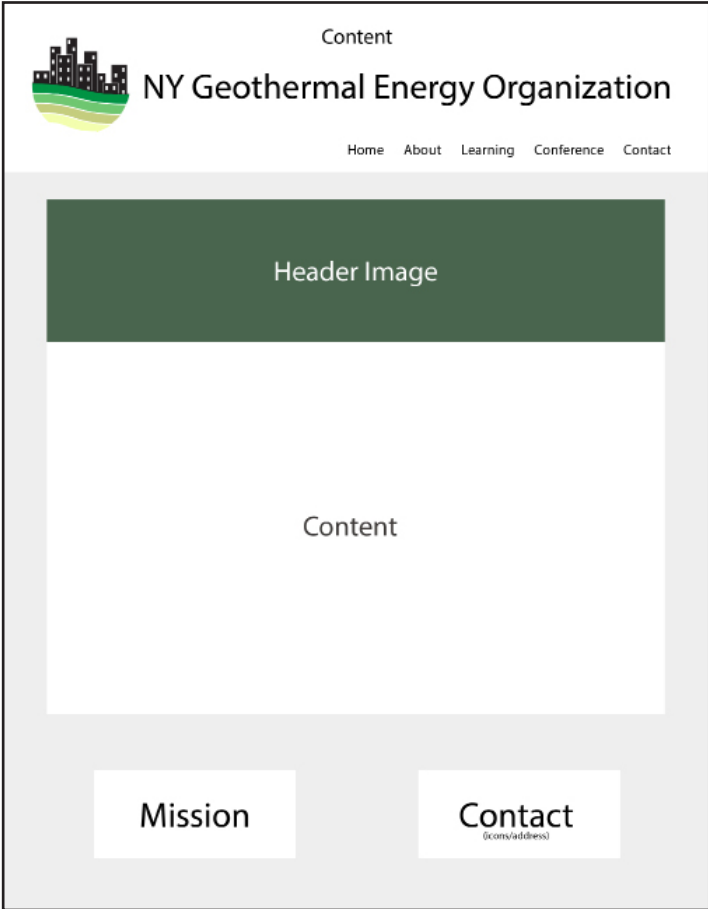 Content
NY Geothermal Energy Organization
Home About Learning Conference Contact
Header Image
Content
Mission
Contact
(icons/address)